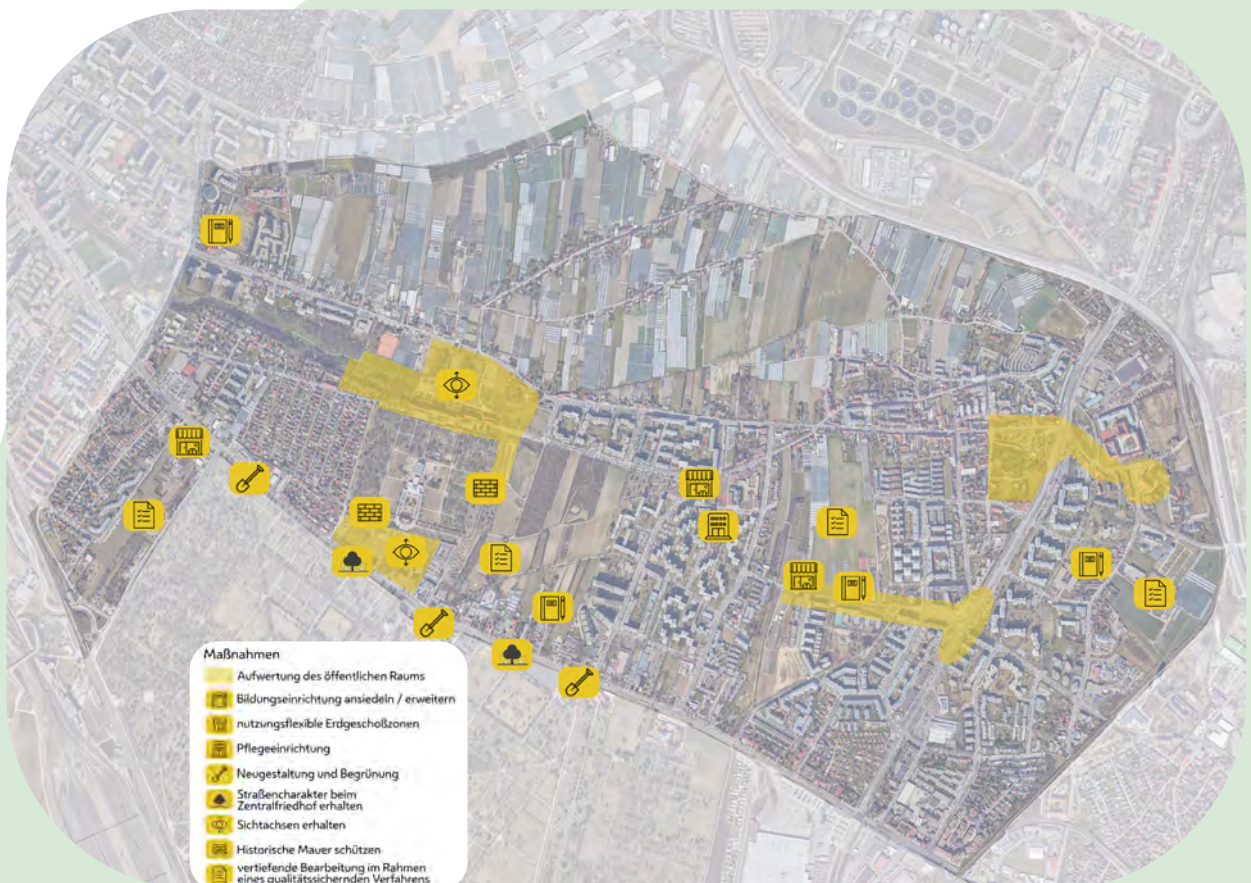 Maßnahmen
Aufwertung des öffentlichen Raums
Bildungseinrichtung ansiedeln / erweitern
nutzungsflexible Erdgeschoßzonen
Pflegeeinrichtung
Neugestaltung und Begrünung
Straßencharakter beim
Zentralfriedhof erhalten
Sichtachsen erhalten
Historische Mauer schützen
vertiefende Bearbeitung im Rahmen
eines qualitätssichernden Verfahrens